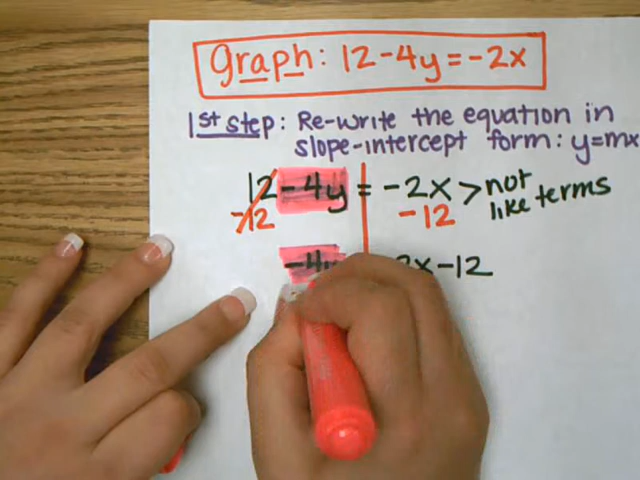 graph: 12-4y=-2x
1st step: Re-write the equation in
slope-intercept form: y=mx
12-4y = -2x > not like terms
-12 -12
-4y 2x-12